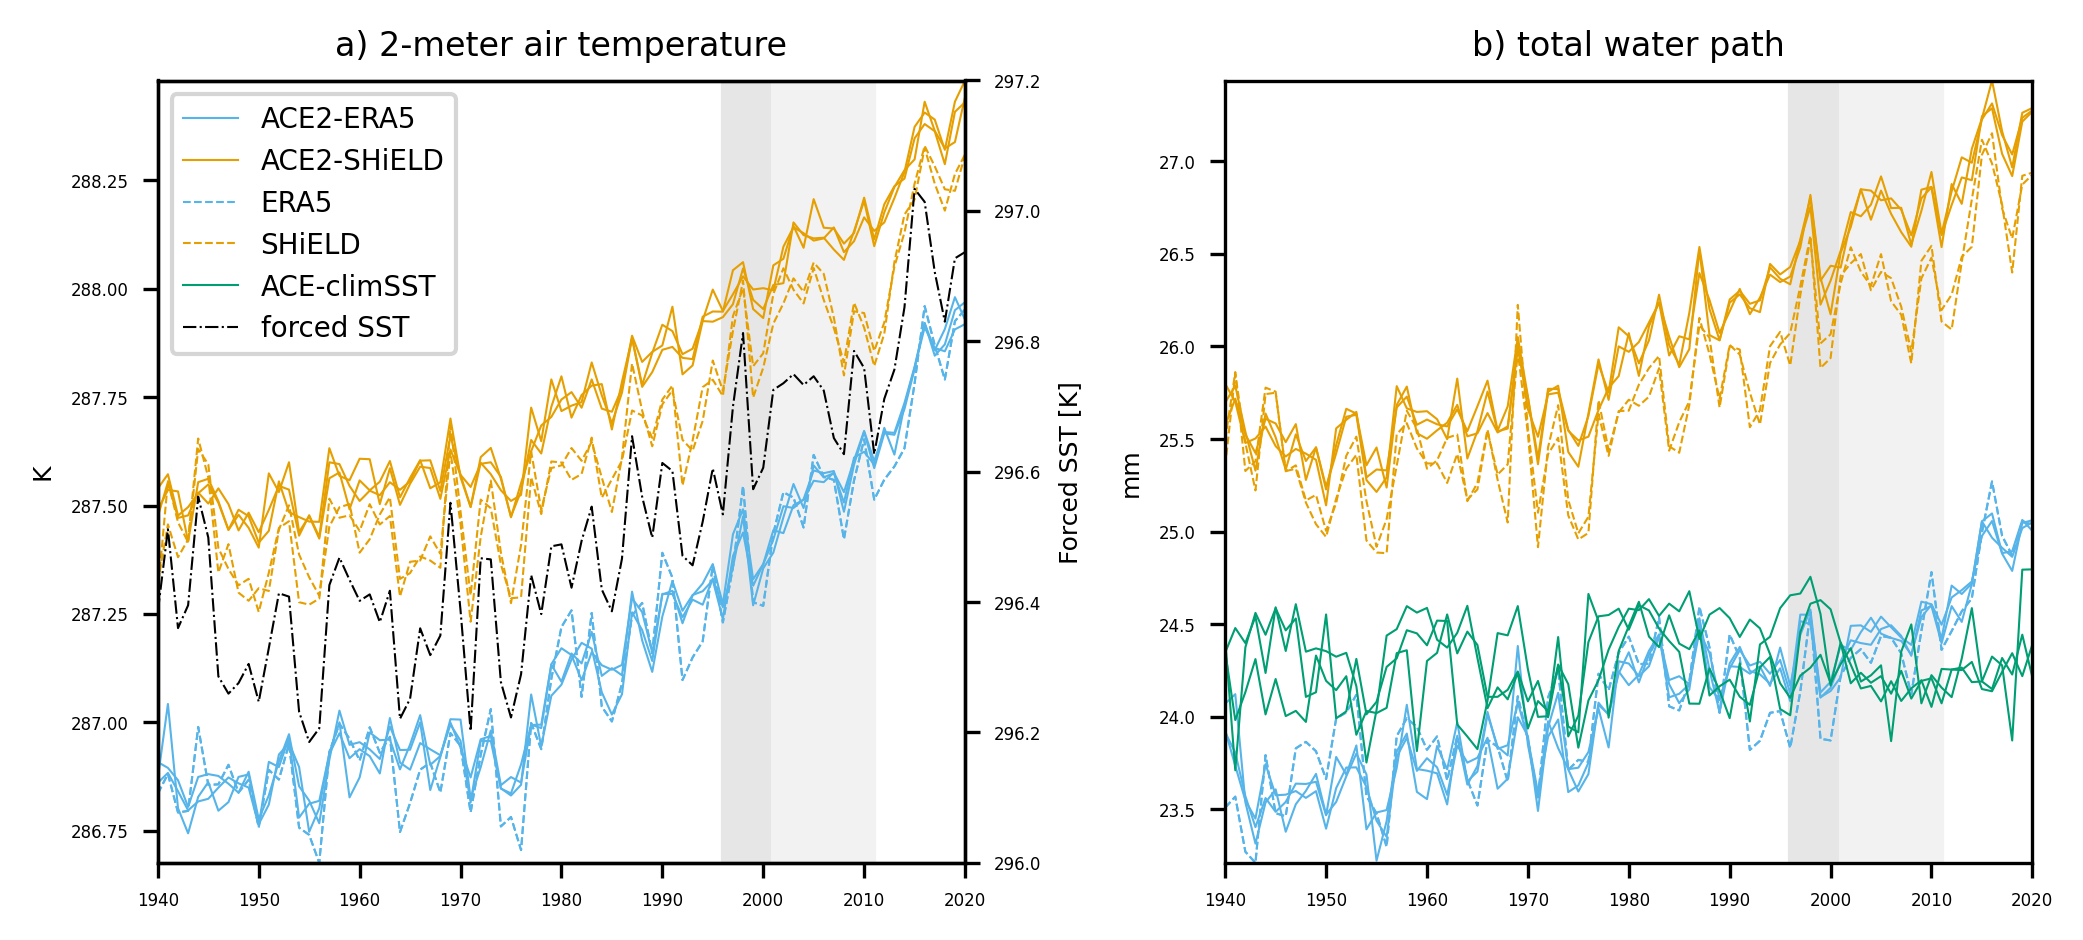 a) 2-meter air temperature
ACE2-ERA5
ACE2-SHiELD
ERA5
SHiELD
ACE-climSST
forced SST
K
288.25
288.00
287.75
287.50
287.25
287.00
286.75
1940 1950 1960 1970 1980 1990 2000 2010 2020
297.2
297.0
296.8
296.6
296.4
296.2
296.0
Forced SST [K]
b) total water path
mm
27.0
26.5
26.0
25.5
25.0
24.5
24.0
23.5
1940 1950 1960 1970 1980 1990 2000 2010 2020